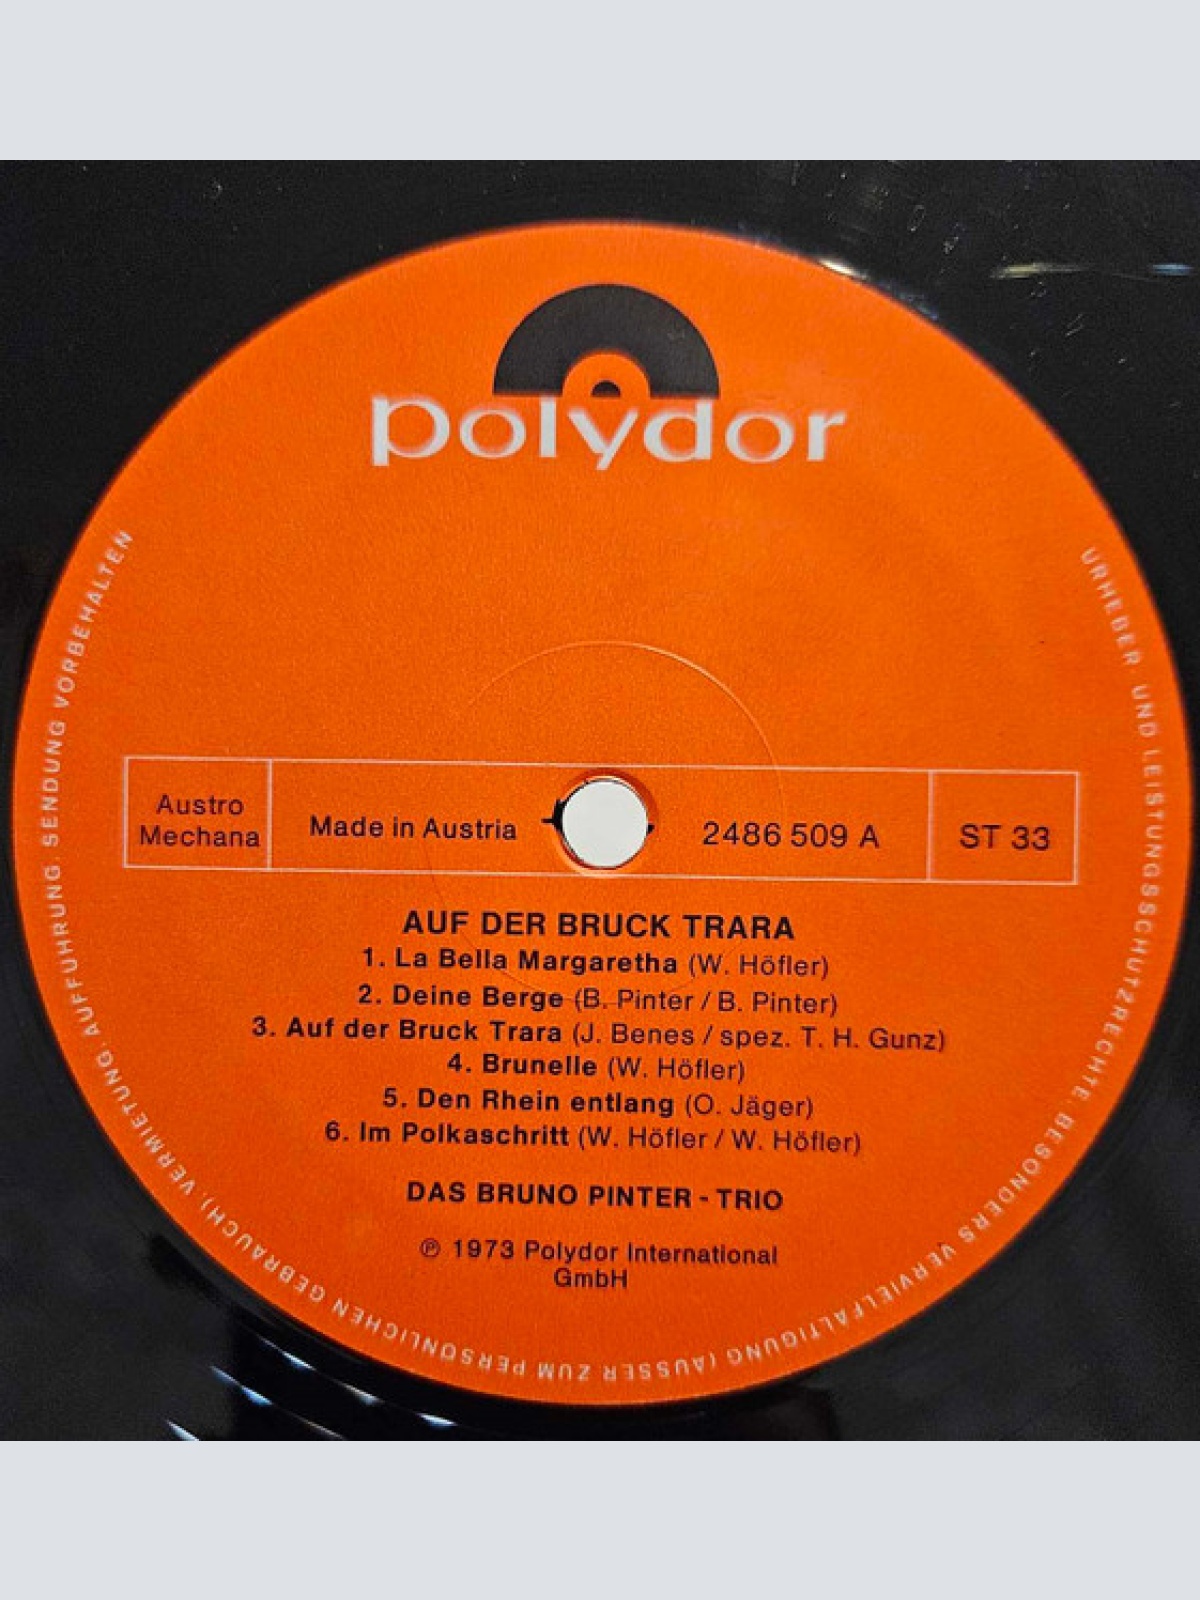 polydor
Austro
Mechana
Made in Austria
2486 509 A
ST 33
AUF DER BRUCK TRARA
1. La Bella Margaretha (W. Höfler)
2. Deine Berge (B. Pinter / B. Pinter)
3. Auf der Bruck Trara (J. Benes / spez. T. H. Gunz)
4. Brunelle (W. Höfler)
5. Den Rhein entlang (O. Jäger)
6. Im Polkaschritt (W. Höfler / W. Höfler)
DAS BRUNO PINTER - TRIO
℗ 1973 Polydor International
GmbH
URHEBER UND LEISTUNGSSCHUTZRECHTE, BESONDERS VERVIELFÄLTIGUNG (AUSSER ZUM PERSÖNLICHEN GEBRAUCH), VERMIETUNG, AUFFÜHRUNG, SENDUNG VORBEHALTEN